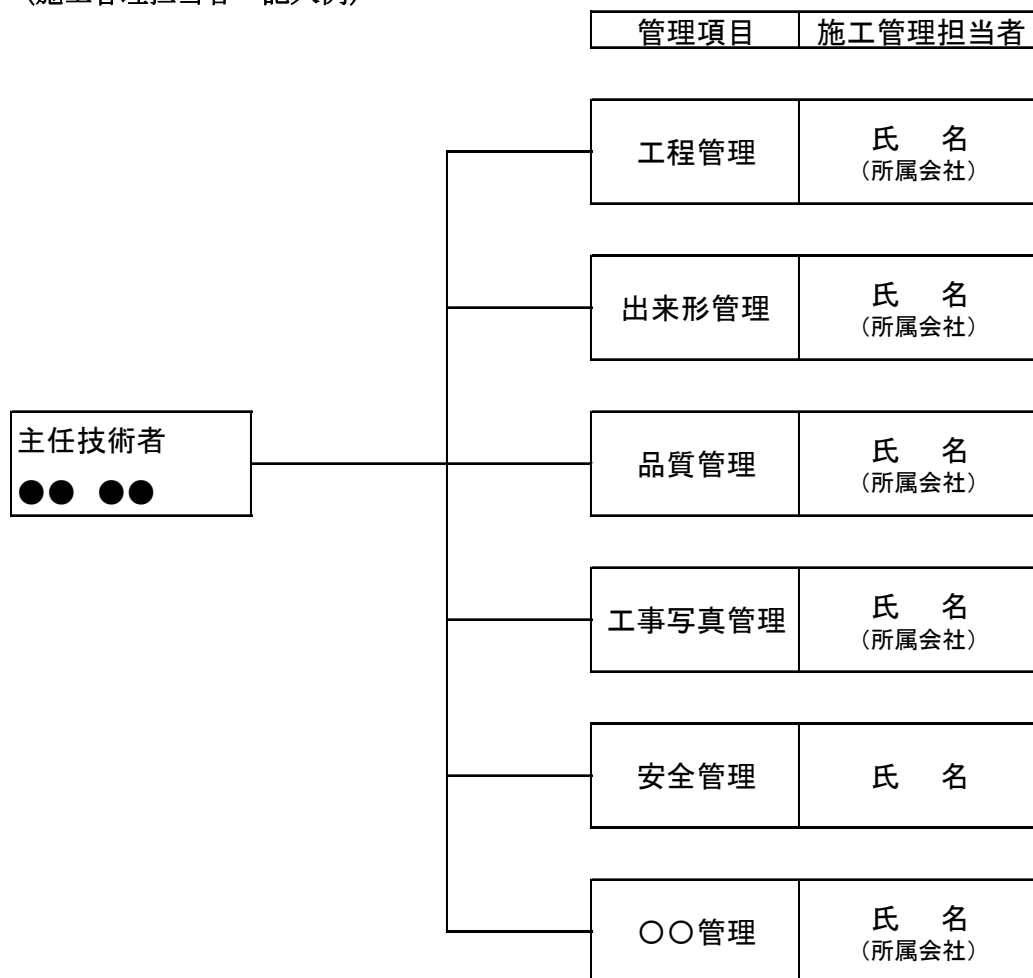 管理項目 施工管理担当者
工程管理
氏 名
(所属会社)
出来形管理
氏 名
(所属会社)
主任技術者
●● ●●
品質管理
氏 名
(所属会社)
工事写真管理
氏 名
(所属会社)
安全管理
氏 名
○○管理
氏 名
(所属会社)